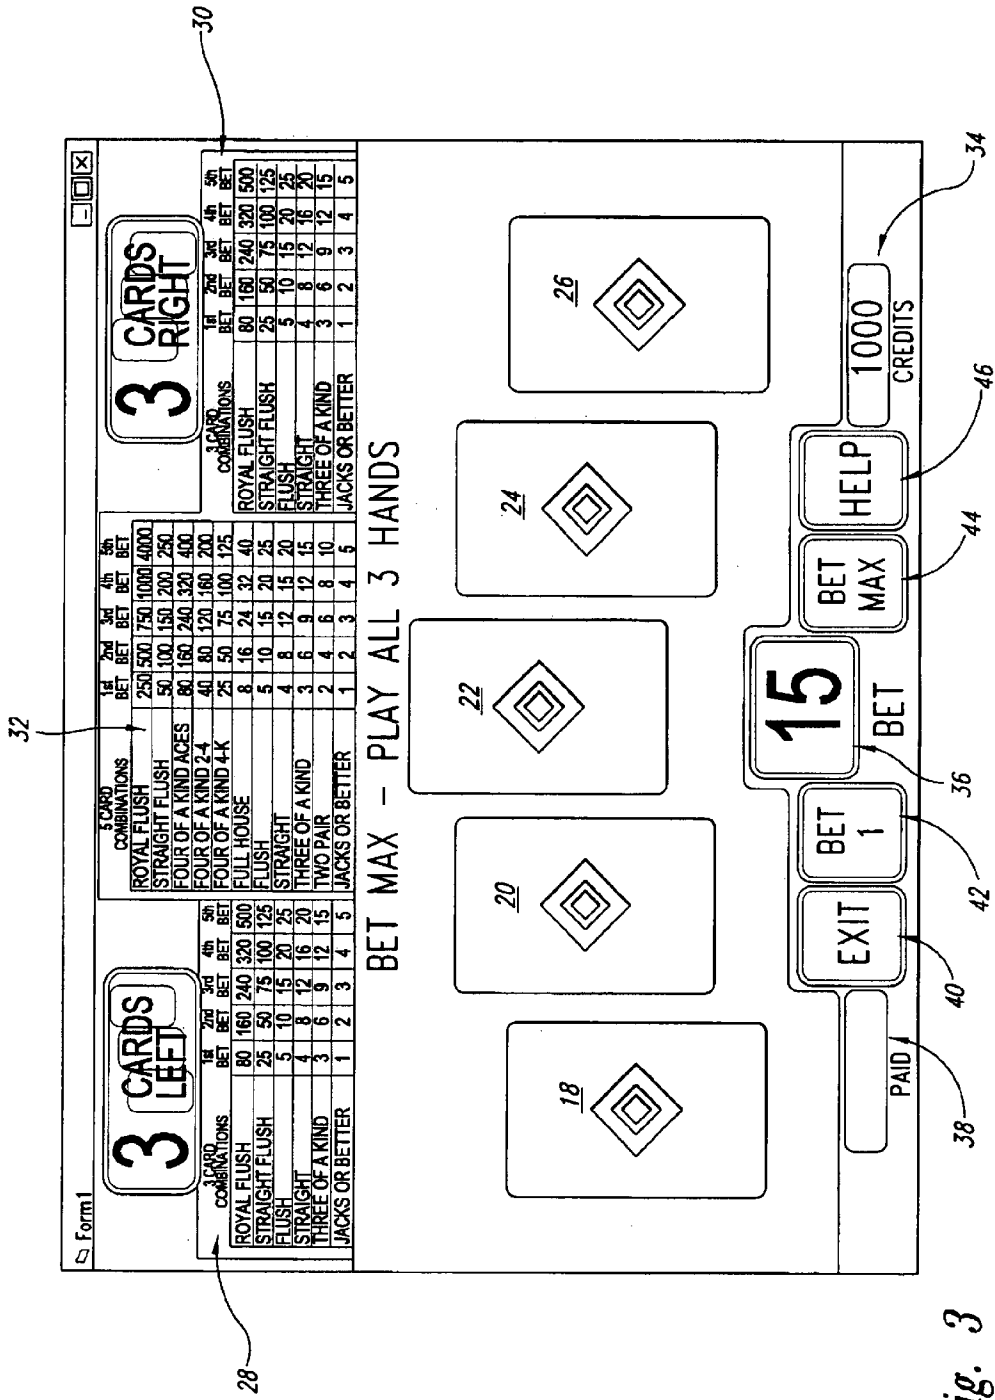 Form1
3 CARDS LEFT
3 CARDS RIGHT
28
3 CARD COMBINATIONS 1st BET 2nd BET 3rd BET 4th BET 5th BET
ROYAL FLUSH 80 160 240 320 500
STRAIGHT FLUSH 25 50 75 100 125
FLUSH 5 10 15 20 25
STRAIGHT 4 8 12 16 20
THREE OF A KIND 3 6 9 12 15
JACKS OR BETTER 1 2 3 4 5
32
5 CARD COMBINATIONS 1st BET 2nd BET 3rd BET 4th BET 5th BET
ROYAL FLUSH 250 500 750 1000 4000
STRAIGHT FLUSH 50 100 150 200 250
FOUR OF A KIND ACES 80 160 240 320 400
FOUR OF A KIND 2-4 40 80 120 160 200
FOUR OF A KIND 4-K 25 50 75 100 125
FULL HOUSE 8 16 24 32 40
FLUSH 5 10 15 20 25
STRAIGHT 4 8 12 15 20
THREE OF A KIND 3 6 9 12 15
TWO PAIR 2 4 6 8 10
JACKS OR BETTER 1 2 3 4 5
30
3 CARD COMBINATIONS 1st BET 2nd BET 3rd BET 4th BET 5th BET
ROYAL FLUSH 80 160 240 320 500
STRAIGHT FLUSH 25 50 75 100 125
FLUSH 5 10 15 20 25
STRAIGHT 4 8 12 16 20
THREE OF A KIND 3 6 9 12 15
JACKS OR BETTER 1 2 3 4 5
BET MAX - PLAY ALL 3 HANDS
18 20 22 24 26
PAID
EXIT
BET 1
15
BET
BET MAX
HELP
1000
CREDITS
38 40 42 36 44 46 34
ig. 3